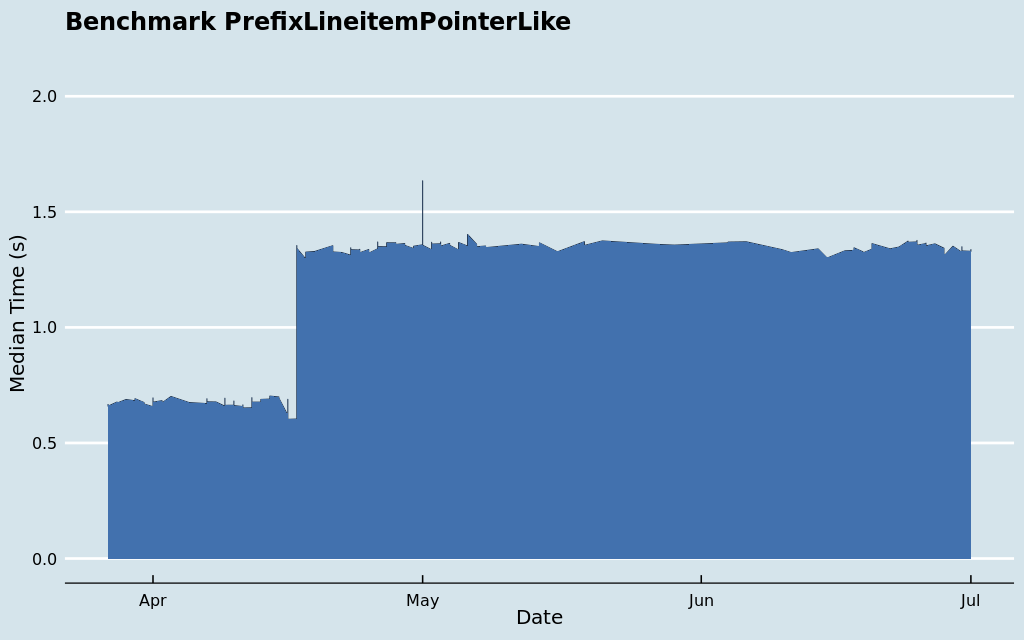 Benchmark PrefixLineitemPointerLike
Median Time (s)
2.0
1.5
1.0
0.5
0.0
Apr
May
Jun
Jul
Date